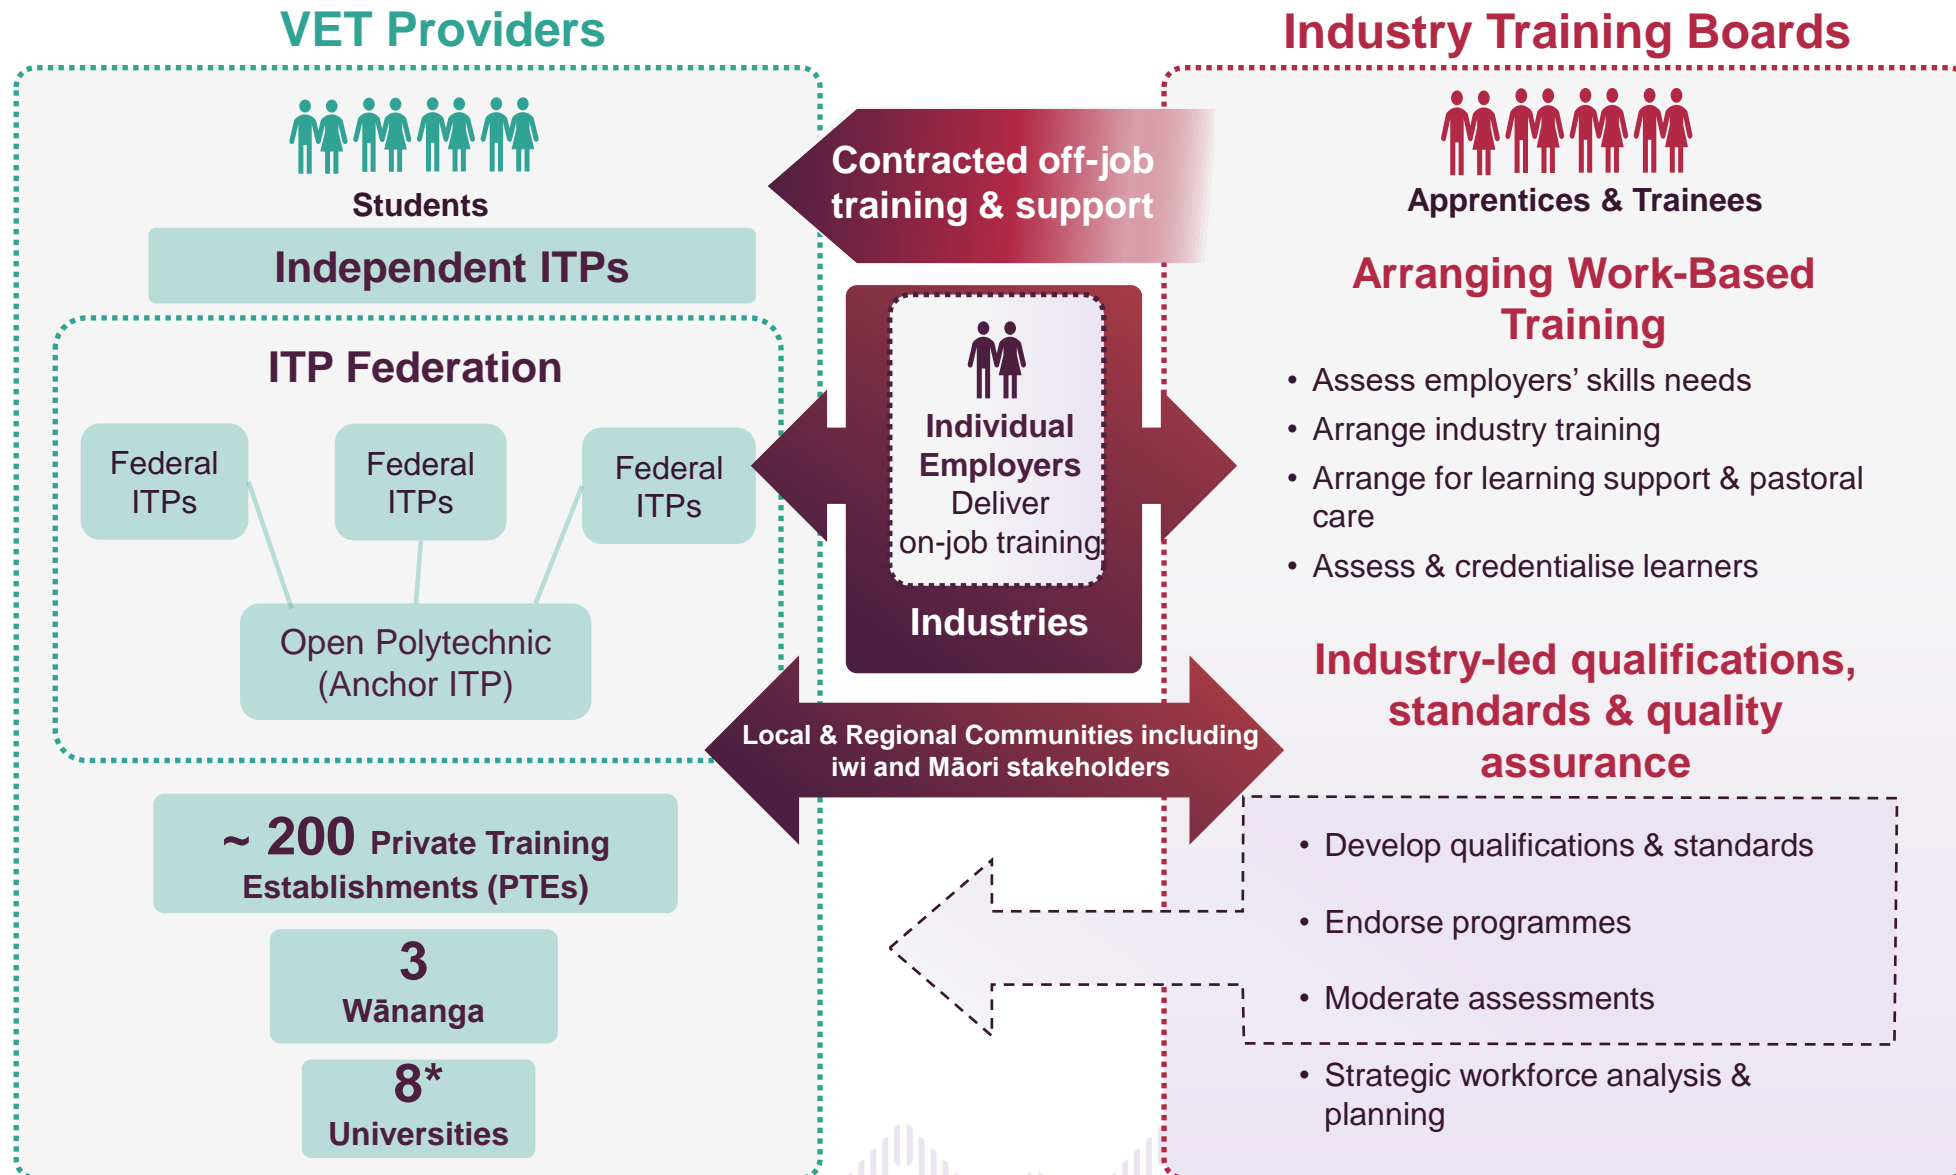 VET Providers
Students
Independent ITPs
ITP Federation
Federal
ITPs
Federal
ITPs
Federal
ITPs
Open Polytechnic
(Anchor ITP)
~ 200 Private Training
Establishments (PTEs)
3
Wānanga
8*
Universities
Contracted off-job
training & support
Individual
Employers
Deliver
on-job training
Industries
Local & Regional Communities including
iwi and Māori stakeholders
Industry Training Boards
Apprentices & Trainees
Arranging Work-Based
Training
• Assess employers’ skills needs
• Arrange industry training
• Arrange for learning support & pastoral
care
• Assess & credentialise learners
Industry-led qualifications,
standards & quality
assurance
• Develop qualifications & standards
• Endorse programmes
• Moderate assessments
• Strategic workforce analysis &
planning